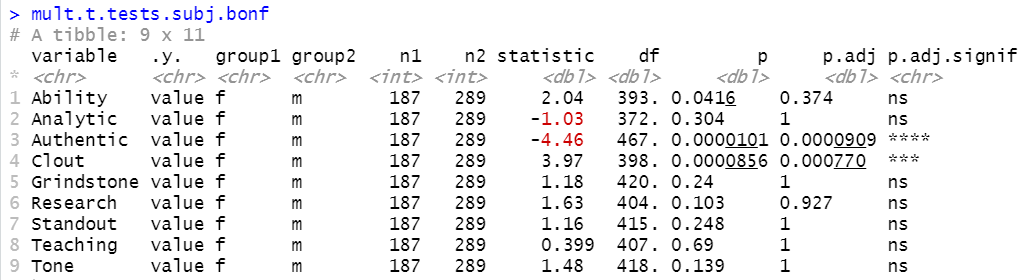 > mult.t.tests.subj.bonf
# A tibble: 9 x 11
variable .y. group1 group2 n1 n2 statistic df p p.adj p.adj.signif
* <chr> <chr> <chr> <chr> <int> <int> <dbl> <dbl> <dbl> <dbl> <chr>
1 Ability value f m 187 289 2.04 393. 0.0416 0.374 ns
2 Analytic value f m 187 289 -1.03 372. 0.304 1 ns
3 Authentic value f m 187 289 -4.46 467. 0.0000101 0.0000909 ****
4 Clout value f m 187 289 3.97 398. 0.0000856 0.000770 ***
5 Grindstone value f m 187 289 1.18 420. 0.24 1 ns
6 Research value f m 187 289 1.63 404. 0.103 0.927 ns
7 Standout value f m 187 289 1.16 415. 0.248 1 ns
8 Teaching value f m 187 289 0.399 407. 0.69 1 ns
9 Tone value f m 187 289 1.48 418. 0.139 1 ns